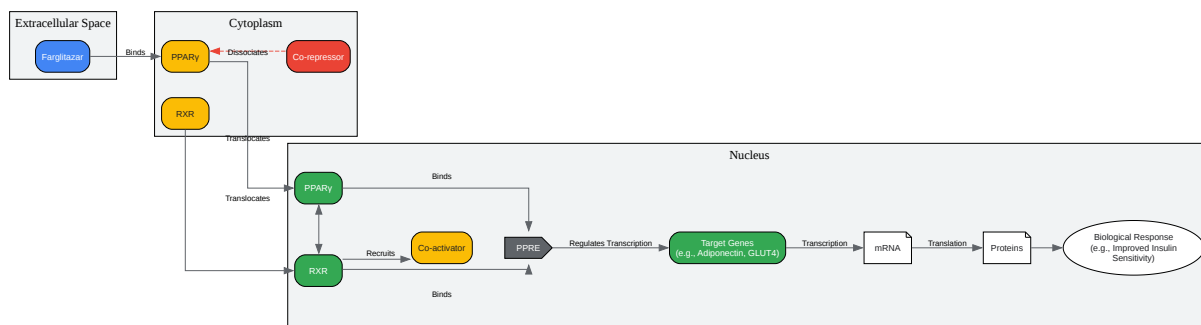 Extracellular Space
Cytoplasm
Farglitazar
Binds
PPARγ
Dissociates
Co-repressor
RXR
Translocates
Translocates
Nucleus
PPARγ
Binds
RXR
Recruits
Co-activator
Binds
PPRE
Regulates Transcription
Target Genes
(e.g., Adiponectin, GLUT4)
Transcription
mRNA
Translation
Proteins
Biological Response
(e.g., Improved Insulin
Sensitivity)